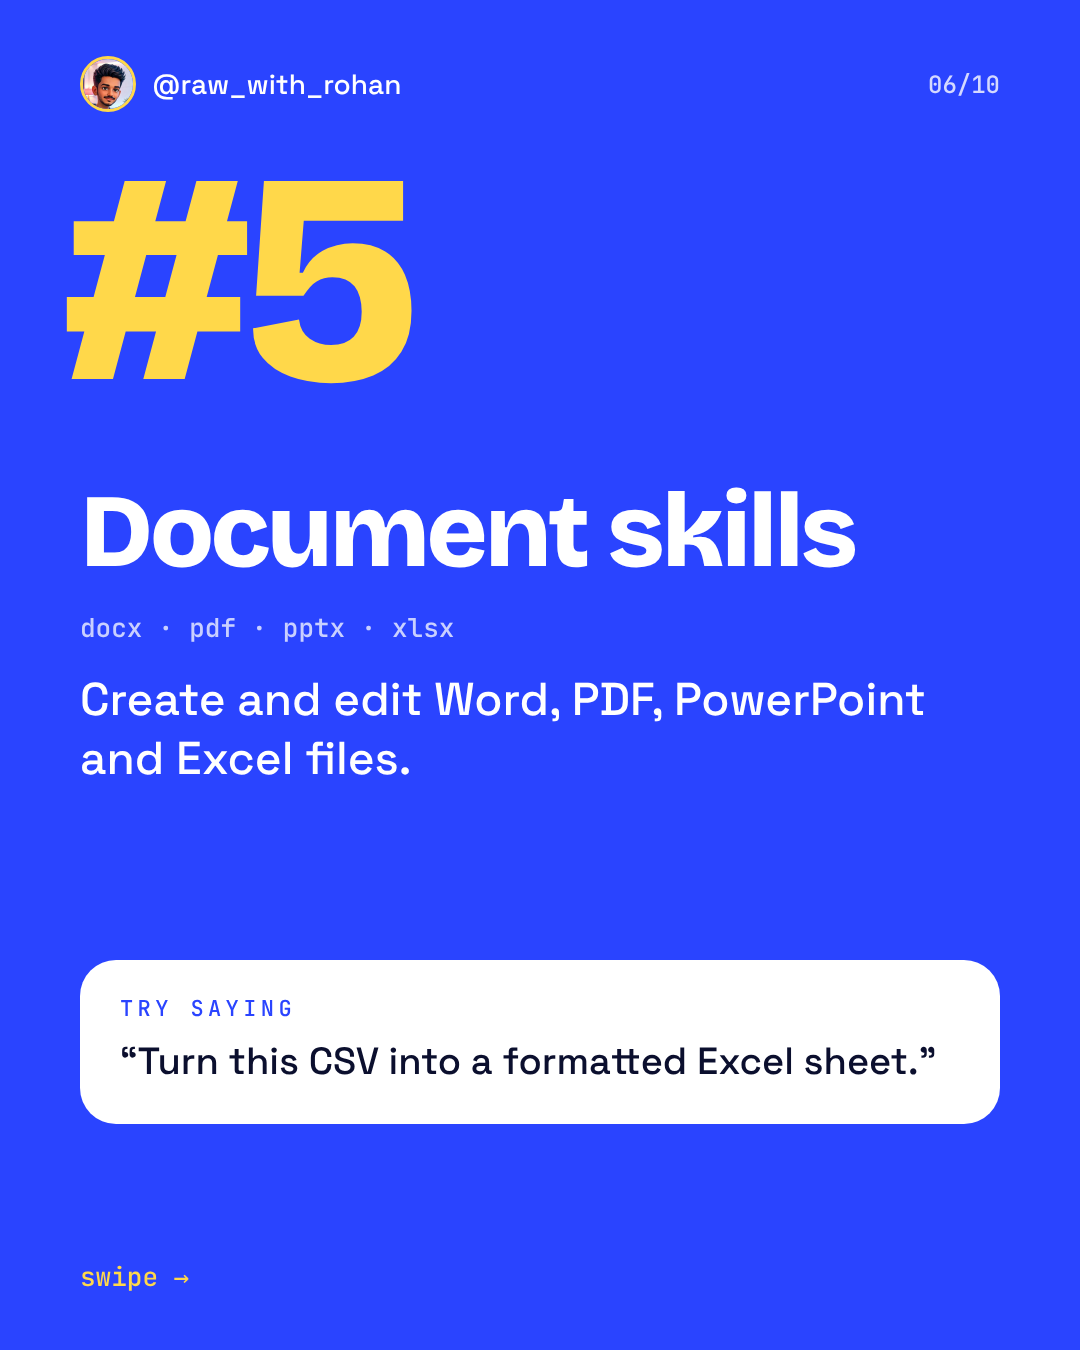 @raw_with_rohan
06/10
#5
Document skills
docx · pdf · pptx · xlsx
Create and edit Word, PDF, PowerPoint
and Excel files.
TRY SAYING
“Turn this CSV into a formatted Excel sheet.”
swipe →